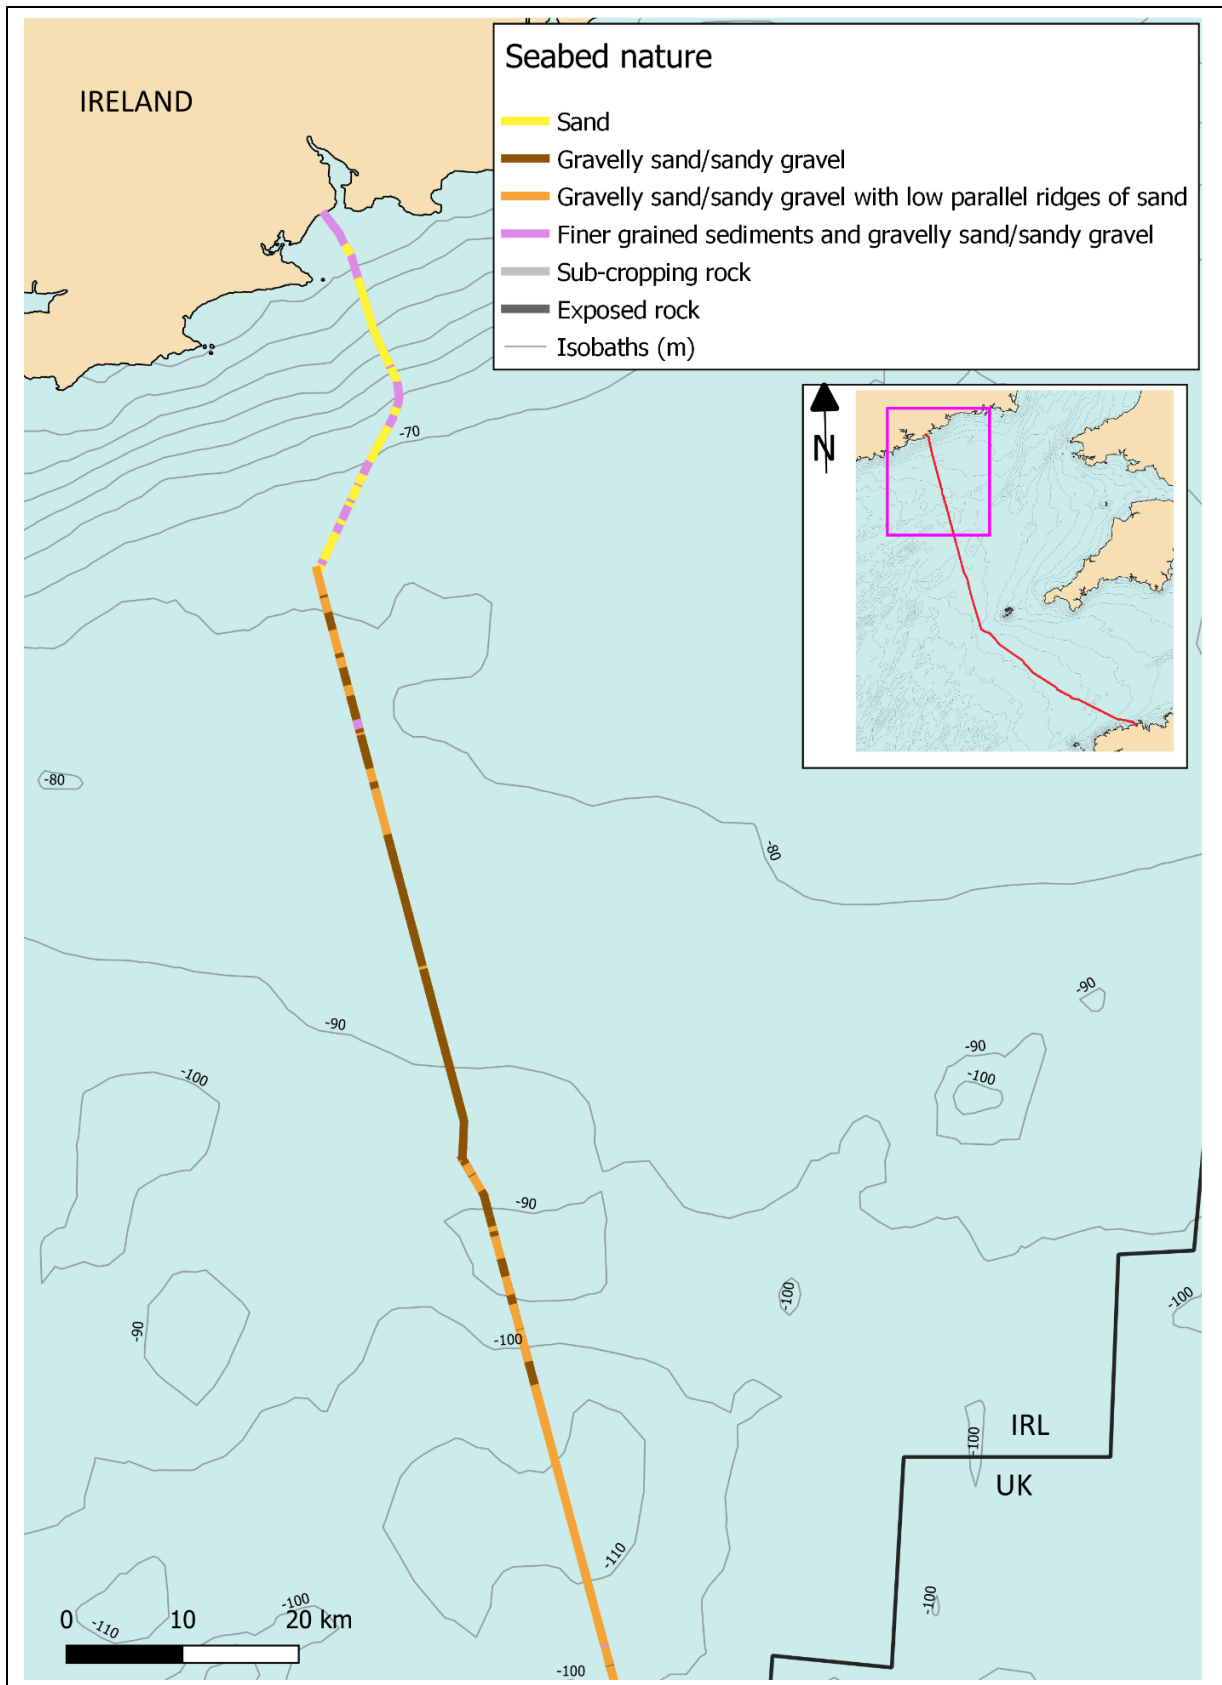 Seabed nature
IRELAND
Sand
Gravelly sand/sandy gravel
Gravelly sand/sandy gravel with low parallel ridges of sand
Finer grained sediments and gravelly sand/sandy gravel
Sub-cropping rock
Exposed rock
Isobaths (m)
N
-70
-80
-80
-90
-90
-90
-100
-100
-90
-100
-100
-90
-100
IRL
-100
UK
-110
-100
-100
0 10 20 km
-110
-100